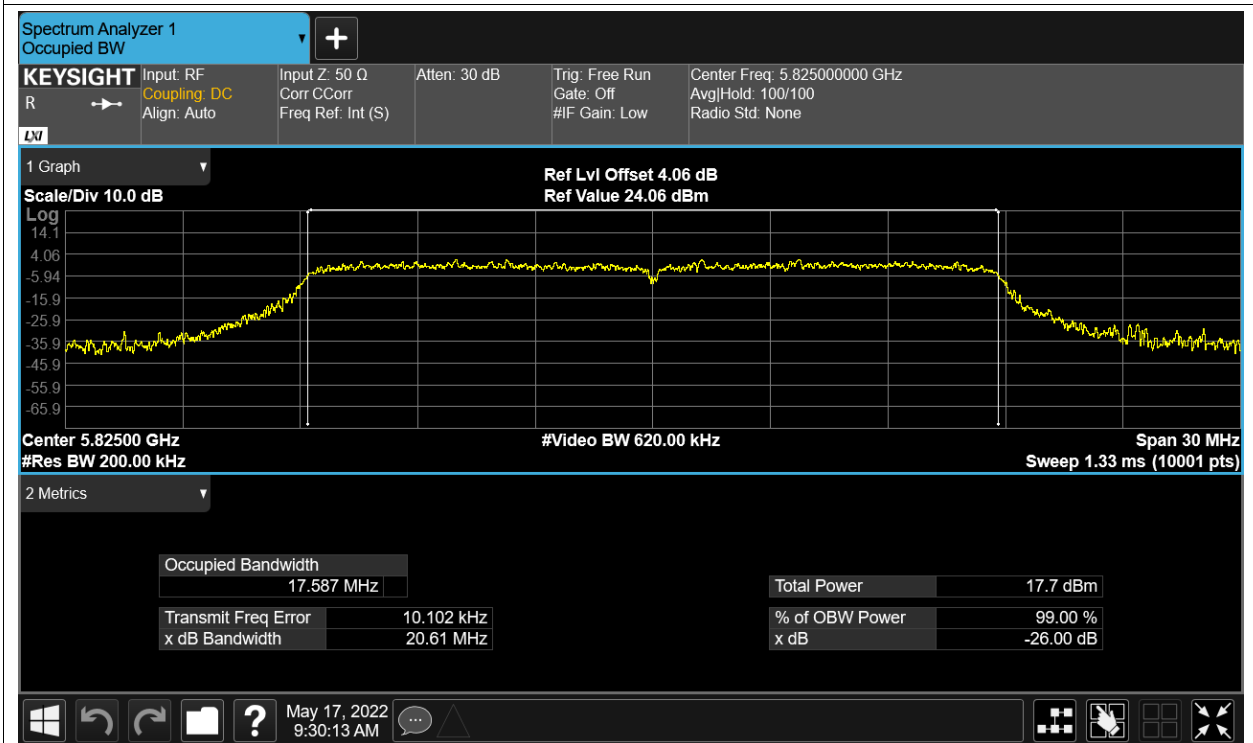 Spectrum Analyzer 1
Occupied BW
KEYSIGHT Input: RF Input Z: 50 Ω Atten: 30 dB Trig: Free Run Center Freq: 5.825000000 GHz
R Coupling: DC Corr CCorr Gate: Off Avg|Hold: 100/100
Align: Auto Freq Ref: Int (S) #IF Gain: Low Radio Std: None
LXI
1 Graph Ref Lvl Offset 4.06 dB
Scale/Div 10.0 dB Ref Value 24.06 dBm
Log
14.1
4.06
-5.94
-15.9
-25.9
-35.9
-45.9
-55.9
-65.9
Center 5.82500 GHz #Video BW 620.00 kHz Span 30 MHz
#Res BW 200.00 kHz Sweep 1.33 ms (10001 pts)
2 Metrics
Occupied Bandwidth
17.587 MHz Total Power 17.7 dBm
Transmit Freq Error 10.102 kHz % of OBW Power 99.00 %
x dB Bandwidth 20.61 MHz x dB -26.00 dB
? May 17, 2022
9:30:13 AM